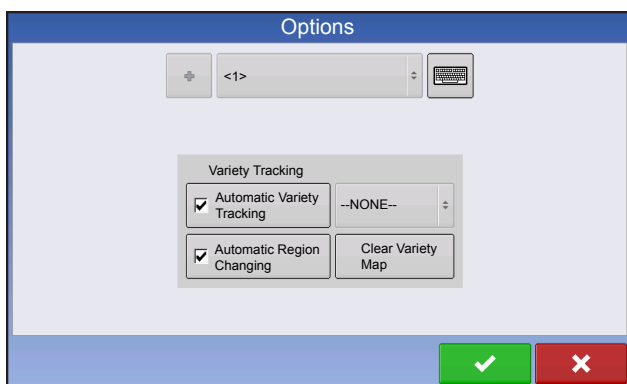 Options
<1>
Variety Tracking
Automatic Variety
Tracking
--NONE--
Automatic Region
Changing
Clear Variety
Map